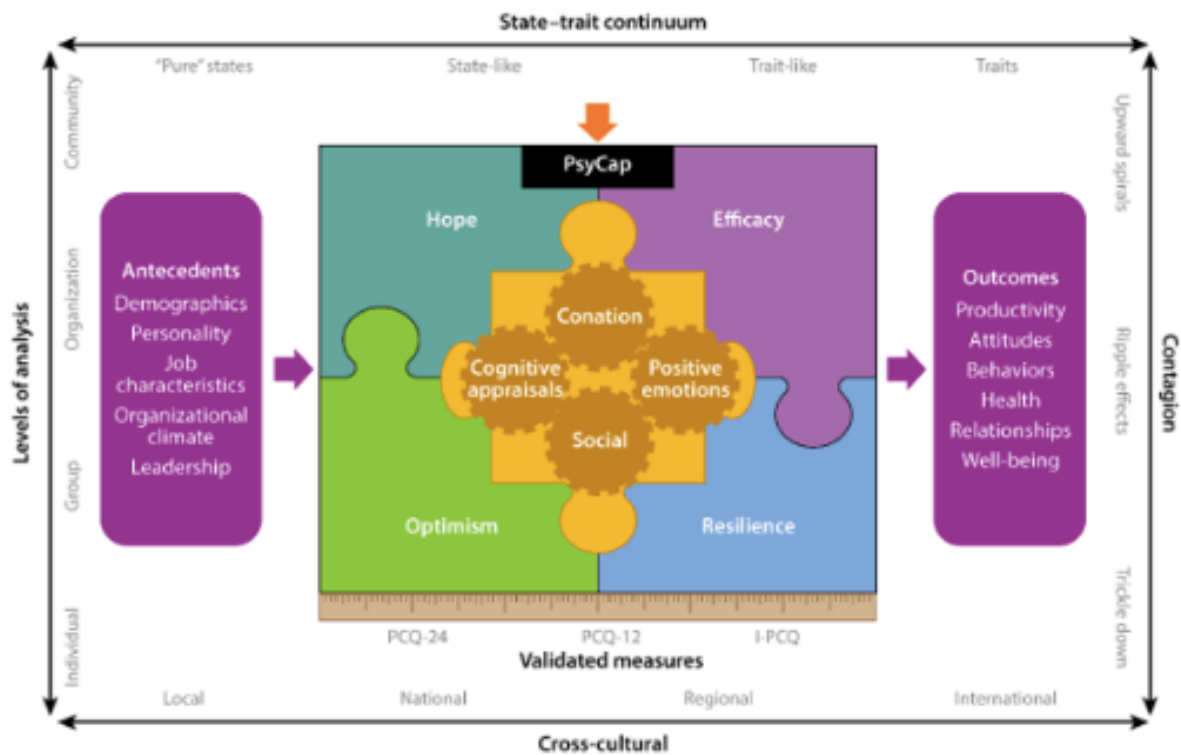 State–trait continuum
"Pure" states
State-like
Trait-like
Traits
Levels of analysis
Community
Organization
Group
Individual
PsyCap
Hope
Efficacy
Antecedents
Demographics
Personality
Job
characteristics
Organizational
climate
Leadership
Conation
Cognitive
appraisals
Positive
emotions
Social
Optimism
Resilience
Outcomes
Productivity
Attitudes
Behaviors
Health
Relationships
Well-being
Upward spirals
Ripple effects
Trickle down
Contagion
PCQ-24
PCQ-12
I-PCQ
Validated measures
Local
National
Regional
International
Cross-cultural